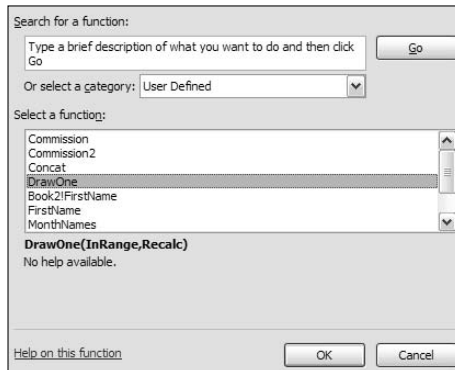 Search for a function:
Type a brief description of what you want to do and then click
Go
Go
Or select a category: User Defined
Select a function:
Commission
Commission2
Concat
DrawOne
Book2!FirstName
FirstName
MonthNames
DrawOne(InRange,Recalc)
No help available.
Help on this function
OK
Cancel